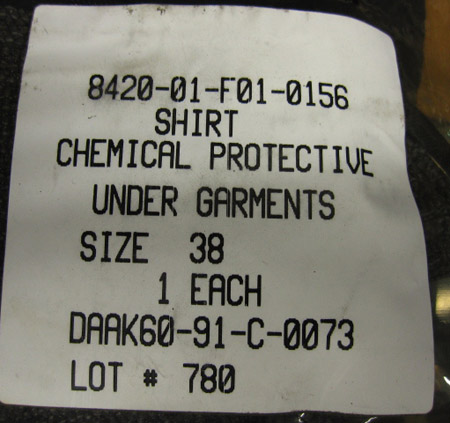 8420-01-F01-0156
SHIRT
CHEMICAL PROTECTIVE
UNDER GARMENTS
SIZE 38
1 EACH
DAAK60-91-C-0073
LOT # 780